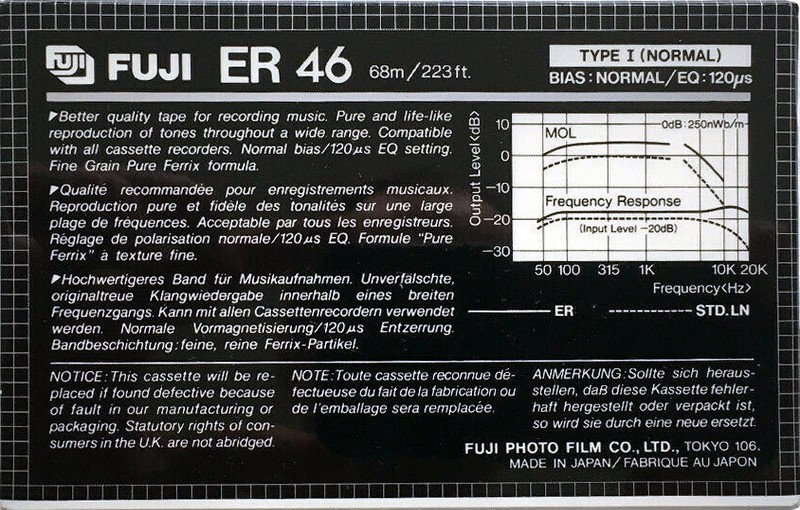 FUJI FUJI ER 46 68m/223ft.
TYPE I (NORMAL)
BIAS:NORMAL/EQ:120µs
▶Better quality tape for recording music. Pure and life-like
reproduction of tones throughout a wide range. Compatible
with all cassette recorders. Normal bias/120µs EQ setting.
Fine Grain Pure Ferrix formula.
▶Qualité recommandée pour enregistrements musicaux.
Reproduction pure et fidèle des tonalités sur une large
plage de fréquences. Acceptable par tous les enregistreurs.
Réglage de polarisation normale/120µs EQ. Formule "Pure
Ferrix" à texture fine.
▶Hochwertigeres Band für Musikaufnahmen. Unverfälschte,
originaltreue Klangwiedergabe innerhalb eines breiten
Frequenzgangs. Kann mit allen Cassettenrecordern verwendet
werden. Normale Vormagnetisierung/120µs Entzerrung.
Bandbeschichtung:feine, reine Ferrix-Partikel.
Output Level<dB>
10
0
-10
-20
-30
MOL
0dB:250nWb/m
Frequency Response
(Input Level -20dB)
50 100 315 1K 10K 20K
Frequency<Hz>
ER STD.LN
NOTICE:This cassette will be re-
placed if found defective because
of fault in our manufacturing or
packaging. Statutory rights of con-
sumers in the U.K. are not abridged.
NOTE:Toute cassette reconnue dé-
fectueuse du fait de la fabrication ou
de l'emballage sera remplacée.
ANMERKUNG:Sollte sich heraus-
stellen, daß diese Kassette fehler-
haft hergestellt oder verpackt ist,
so wird sie durch eine neue ersetzt.
FUJI PHOTO FILM CO., LTD., TOKYO 106.
MADE IN JAPAN/FABRIQUE AU JAPON